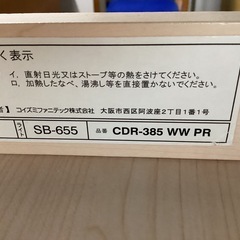 く表示
イ．直射日光又はストーブ等の熱をさけてください。
ロ．加熱したなべ、湯沸し等を直接置かないでください。
コイズミファニテック株式会社 大阪市西区阿波座2丁目1番1号
ライト SB-655 品番 CDR-385 WW PR